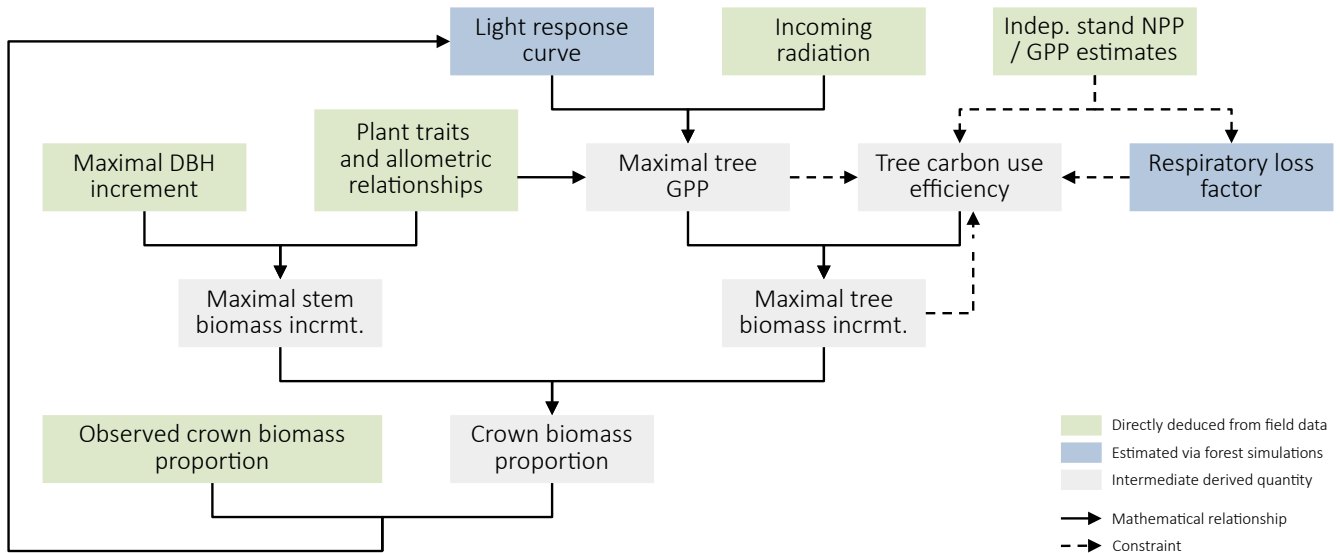 Light response
curve
Incoming
radiation
Indep. stand NPP
/ GPP estimates
Maximal DBH
increment
Plant traits
and allometric
relationships
Maximal tree
GPP
Tree carbon use
efficiency
Respiratory loss
factor
Maximal stem
biomass incrmt.
Maximal tree
biomass incrmt.
Observed crown biomass
proportion
Crown biomass
proportion
Directly deduced from field data
Estimated via forest simulations
Intermediate derived quantity
Mathematical relationship
Constraint